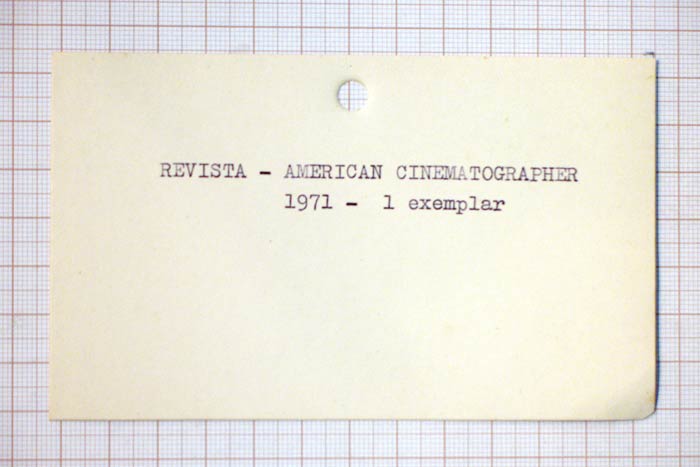 REVISTA - AMERICAN CINEMATOGRAPHER
1971 - 1 exemplar